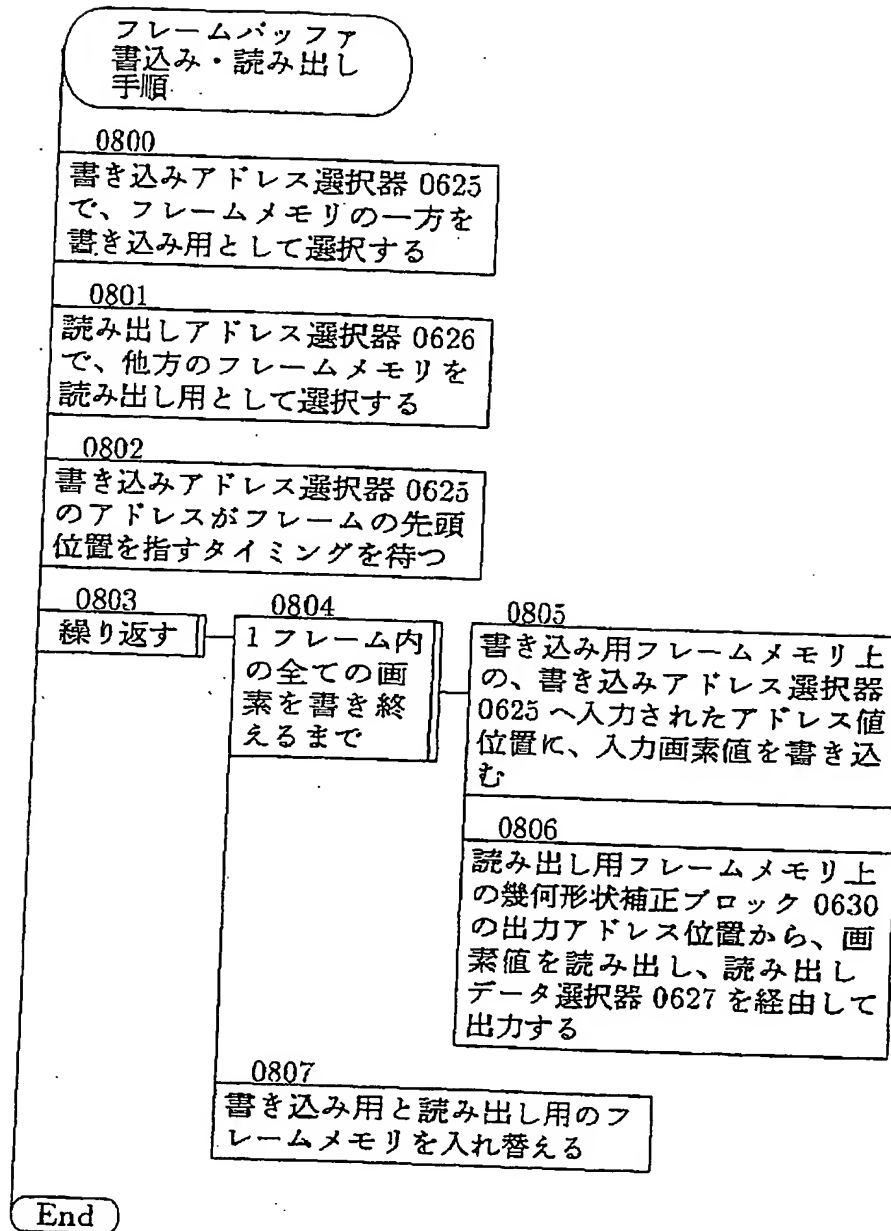 フレームバッファ
書込み・読み出し
手順
0800
書き込みアドレス選択器 0625
で、フレームメモリの一方を
書き込み用として選択する
0801
読み出しアドレス選択器 0626
で、他方のフレームメモリを
読み出し用として選択する
0802
書き込みアドレス選択器 0625
のアドレスがフレームの先頭
位置を指すタイミングを待つ
0803
繰り返す
0804
1フレーム内
の全ての画
素を書き終
えるまで
0805
書き込み用フレームメモリ上
の、書き込みアドレス選択器
0625 へ入力されたアドレス値
位置に、入力画素値を書き込
む
0806
読み出し用フレームメモリ上
の幾何形状補正ブロック 0630
の出力アドレス位置から、画
素値を読み出し、読み出し
データ選択器 0627 を経由して
出力する
0807
書き込み用と読み出し用のフ
レームメモリを入れ替える
End